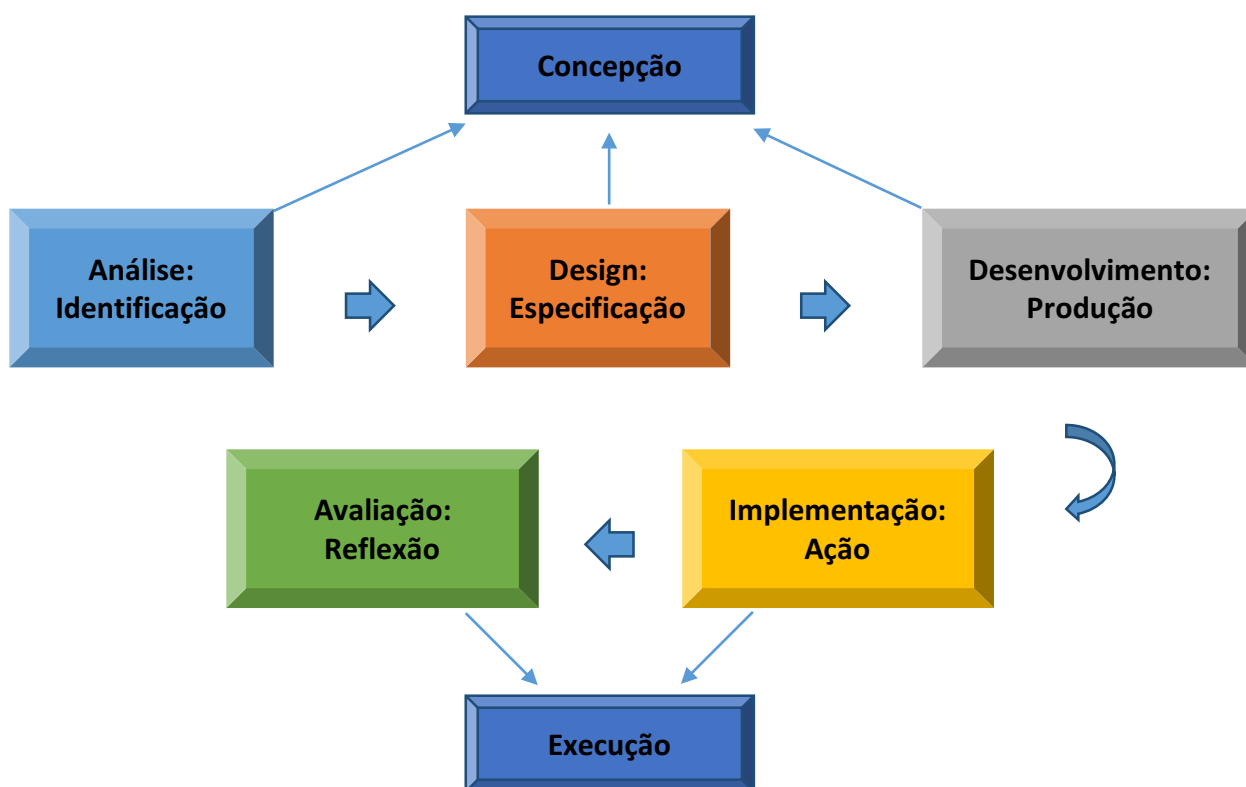 Concepção
Análise:
Identificação
Design:
Especificação
Desenvolvimento:
Produção
Avaliação:
Reflexão
Implementação:
Ação
Execução